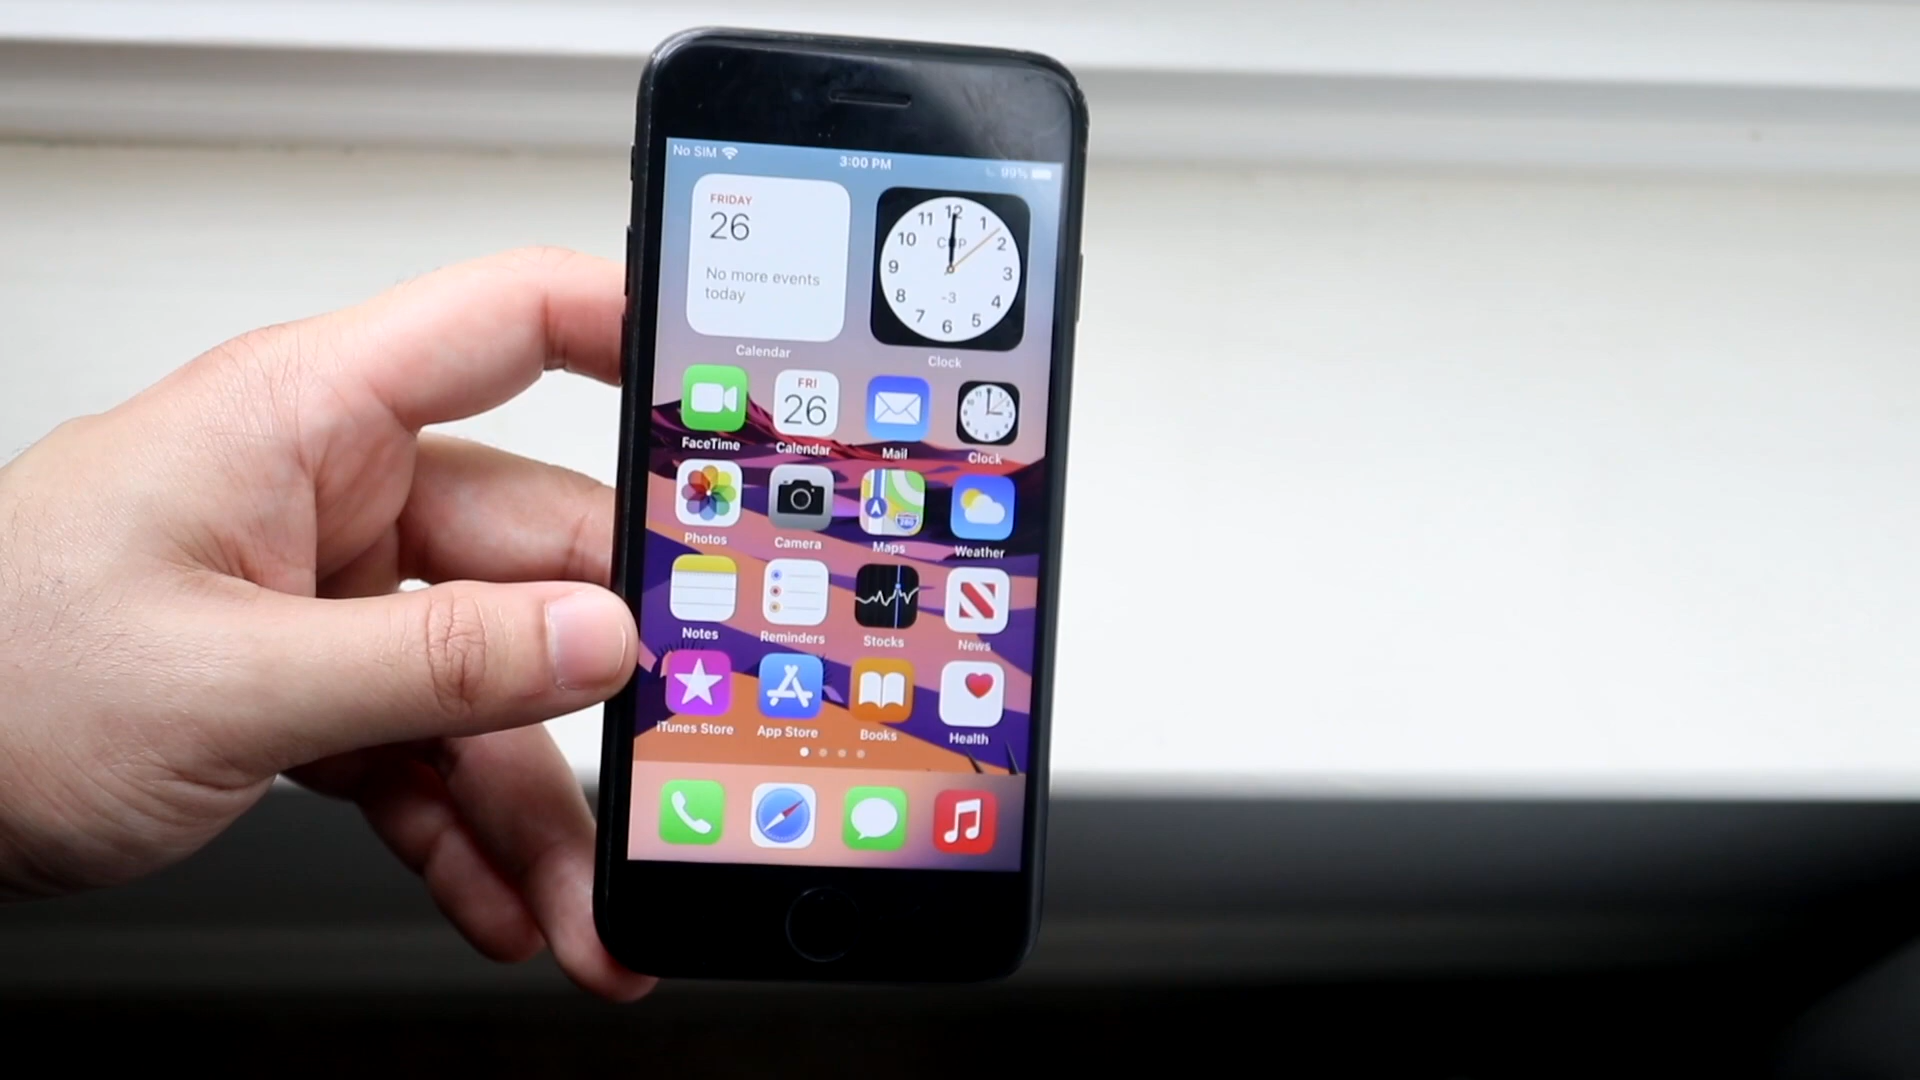 No SIM 3:00 PM 99%
FRIDAY
26
No more events
today
12
11 1
10 CUP 2
9 3
8 -3 4
7 5
6
Calendar Clock
FRI
26
FaceTime Calendar Mail Clock
280
Photos Camera Maps Weather
Notes Reminders Stocks News
iTunes Store App Store Books Health